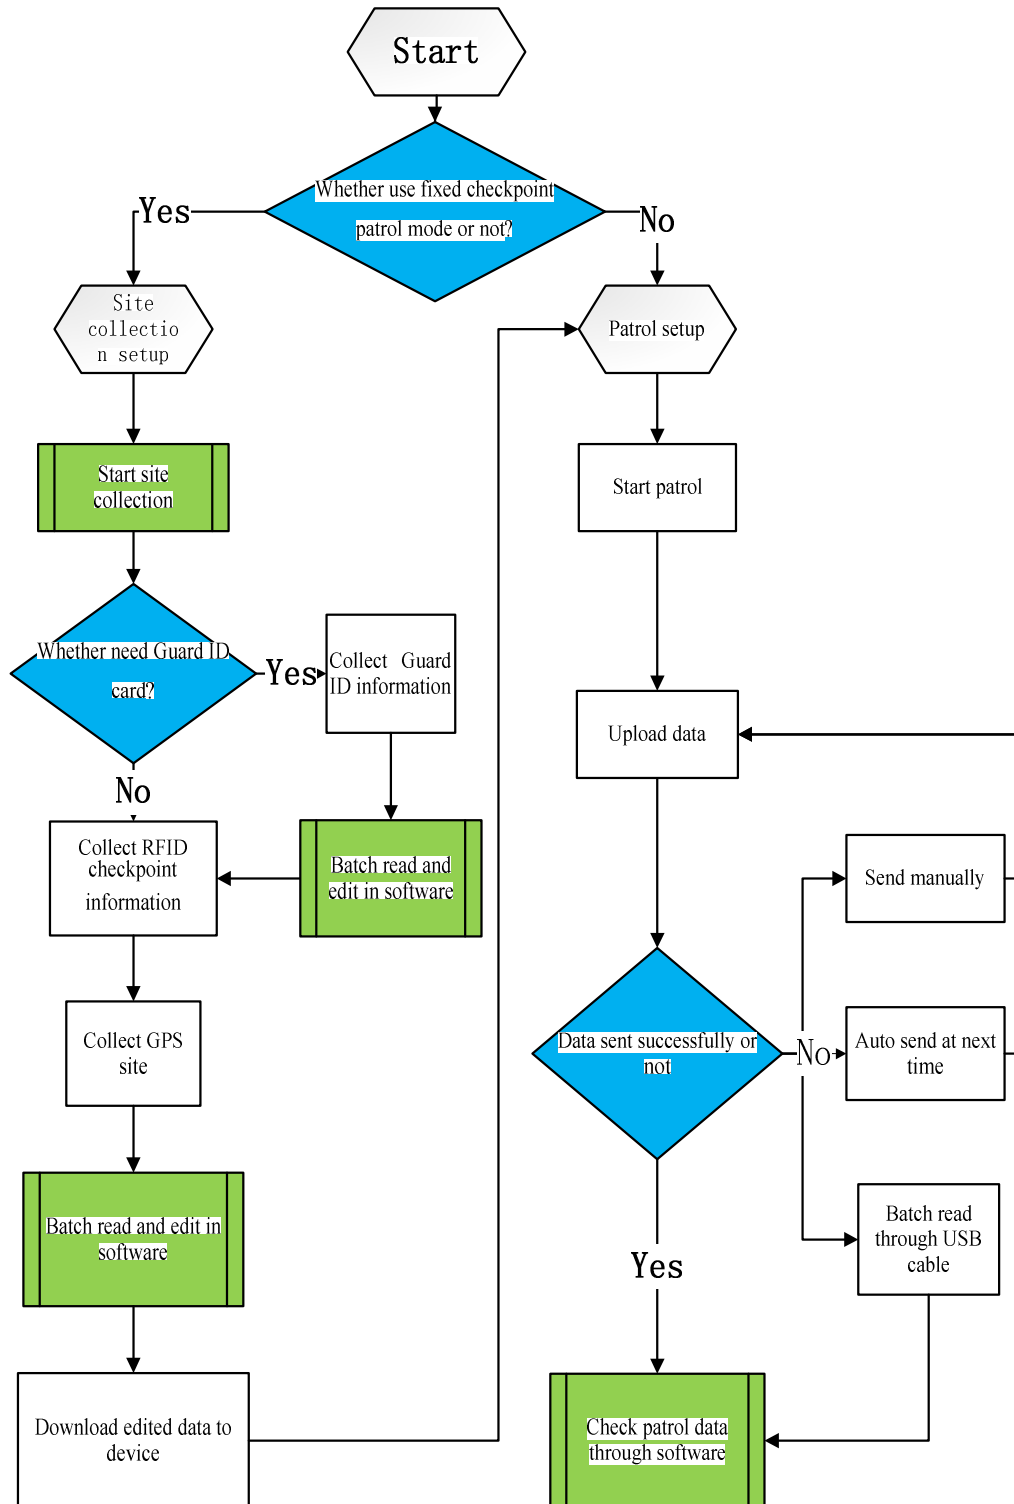 Start
Whether use fixed checkpoint
patrol mode or not?
Yes
No
Site
collectio
n setup
Patrol setup
Start site
collection
Start patrol
Whether need Guard ID
card?
Yes
Collect Guard
ID information
No
Upload data
Collect RFID
checkpoint
information
Batch read and
edit in software
Send manually
Collect GPS
site
Data sent successfully or
not
No
Auto send at next
time
Batch read and edit in
software
Yes
Batch read
through USB
cable
Download edited data to
device
Check patrol data
through software